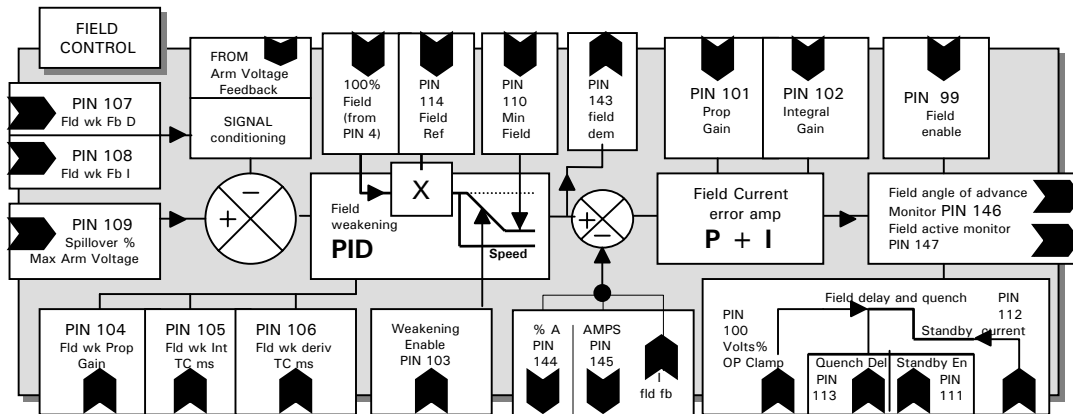 FIELD
CONTROL
FROM
Arm Voltage
Feedback
SIGNAL
conditioning
100%
Field
(from
PIN 4)
PIN
114
Field
Ref
PIN
110
Min
Field
PIN
143
field
dem
PIN 101
Prop
Gain
PIN 102
Integral
Gain
PIN 99
Field
enable
PIN 107
Fld wk Fb D
PIN 108
Fld wk Fb I
PIN 109
Spillover %
Max Arm Voltage
−
+
Field
weakening
PID
X
Speed
+
−
Field Current
error amp
P + I
Field angle of advance
Monitor PIN 146
Field active monitor
PIN 147
PIN 104
Fld wk Prop
Gain
PIN 105
Fld wk Int
TC ms
PIN 106
Fld wk deriv
TC ms
Weakening
Enable
PIN 103
% A
PIN
144
AMPS
PIN
145
I
fld fb
Field delay and quench
PIN
112
Standby current
PIN
100
Volts%
OP Clamp
Quench Del
PIN
113
Standby En
PIN
111